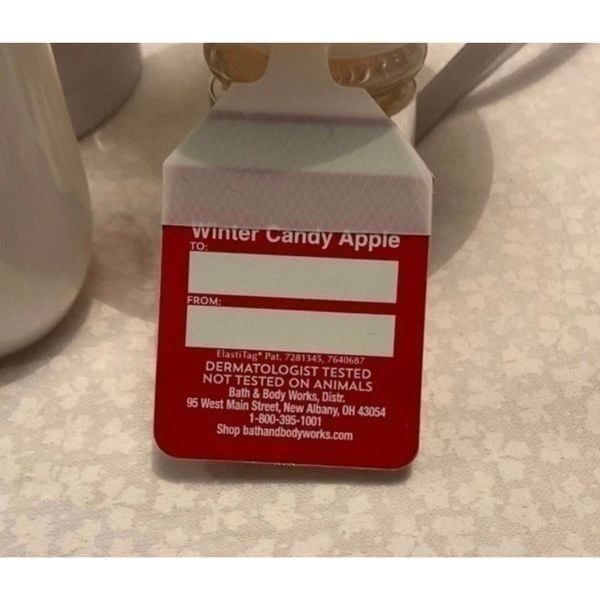 Winter Candy Apple
TO:
FROM:
ElastiTag® Pat. 7281345, 7640687
DERMATOLOGIST TESTED
NOT TESTED ON ANIMALS
Bath & Body Works, Distr.
95 West Main Street, New Albany, OH 43054
1-800-395-1001
Shop bathandbodyworks.com